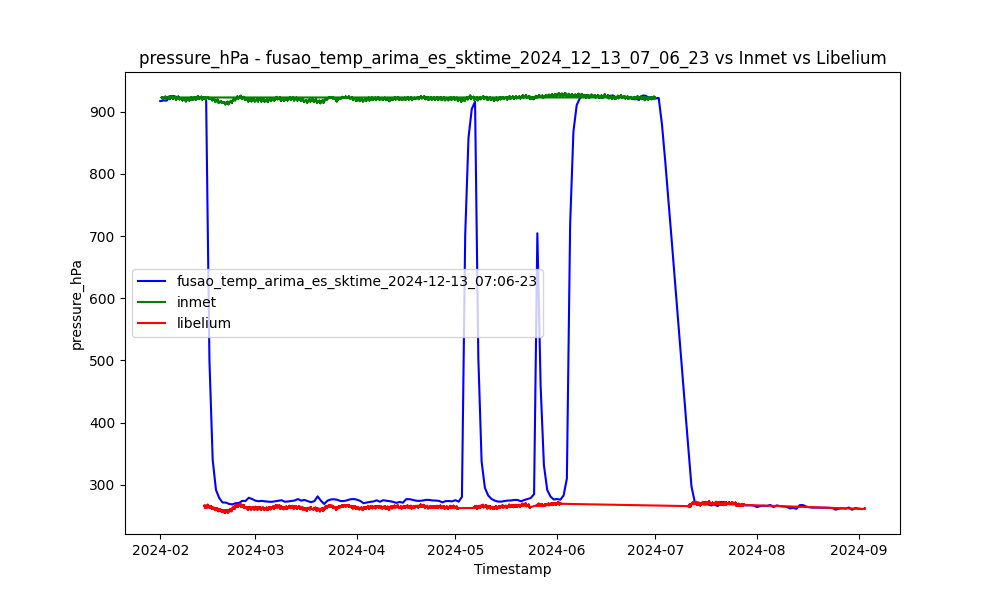 pressure_hPa - fusao_temp_arima_es_sktime_2024_12_13_07_06_23 vs Inmet vs Libelium
900
800
700
600
500
400
300
pressure_hPa
fusao_temp_arima_es_sktime_2024-12-13_07:06-23
inmet
libelium
2024-02 2024-03 2024-04 2024-05 2024-06 2024-07 2024-08 2024-09
Timestamp